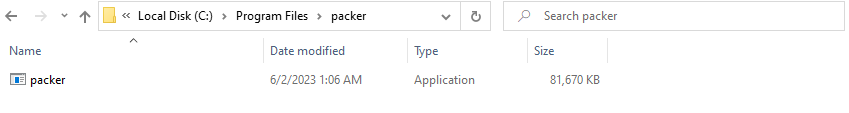 Local Disk (C:) Program Files packer Search packer
Name Date modified Type Size
packer 6/2/2023 1:06 AM Application 81,670 KB